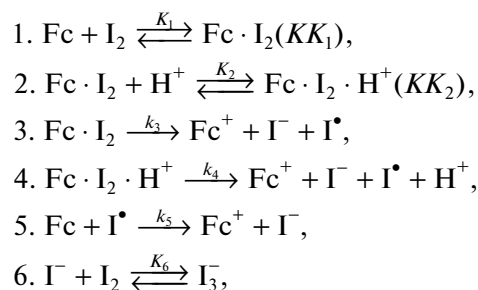 1. Fc + I₂ ⇌ K₁ Fc · I₂(KK₁),
2. Fc · I₂ + H⁺ ⇌ K₂ Fc · I₂ · H⁺(KK₂),
3. Fc · I₂ → k₃ Fc⁺ + I⁻ + I•,
4. Fc · I₂ · H⁺ → k₄ Fc⁺ + I⁻ + I• + H⁺,
5. Fc + I• → k₅ Fc⁺ + I⁻,
6. I⁻ + I₂ ⇌ K₆ I₃⁻,